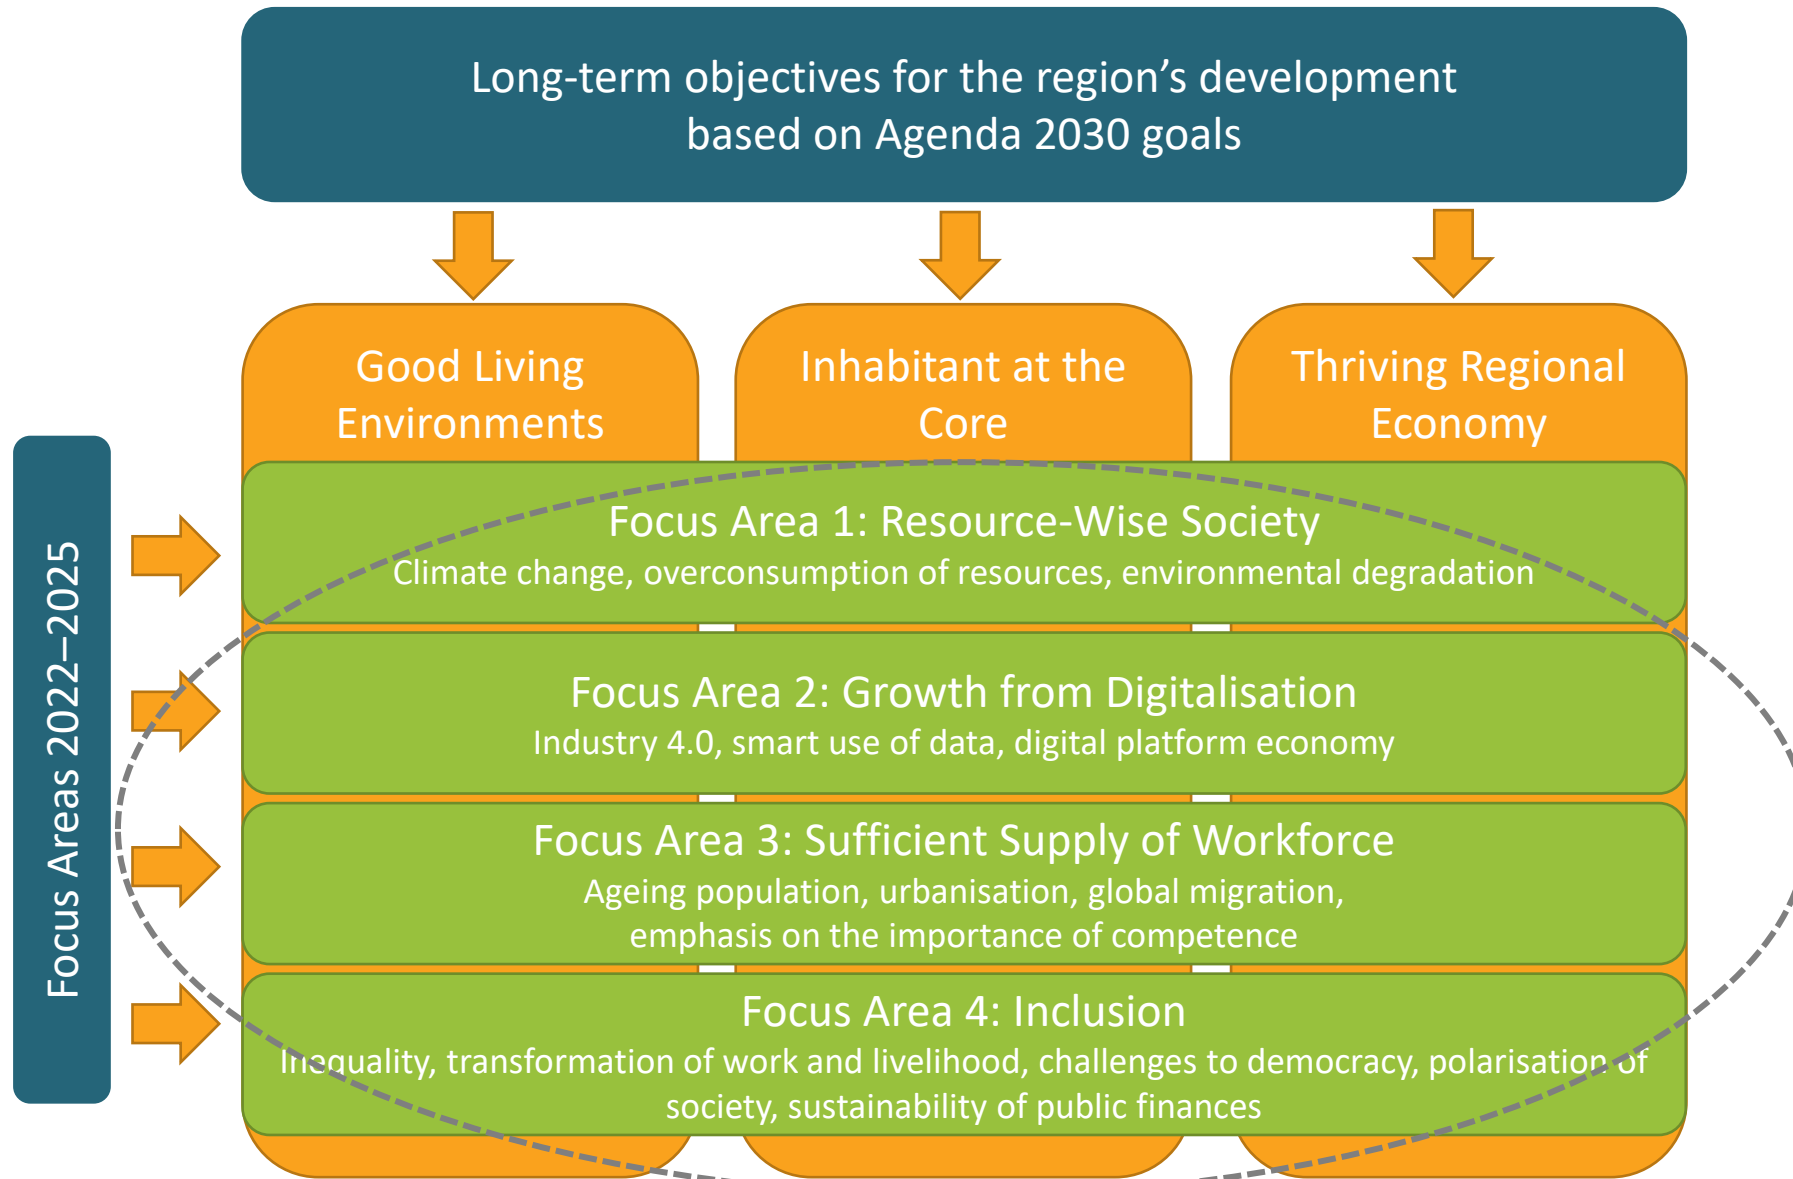 Long-term objectives for the region’s development
based on Agenda 2030 goals
Good Living
Environments
Inhabitant at the
Core
Thriving Regional
Economy
Focus Areas 2022–2025
Focus Area 1: Resource-Wise Society
Climate change, overconsumption of resources, environmental degradation
Focus Area 2: Growth from Digitalisation
Industry 4.0, smart use of data, digital platform economy
Focus Area 3: Sufficient Supply of Workforce
Ageing population, urbanisation, global migration,
emphasis on the importance of competence
Focus Area 4: Inclusion
Inequality, transformation of work and livelihood, challenges to democracy, polarisation of
society, sustainability of public finances